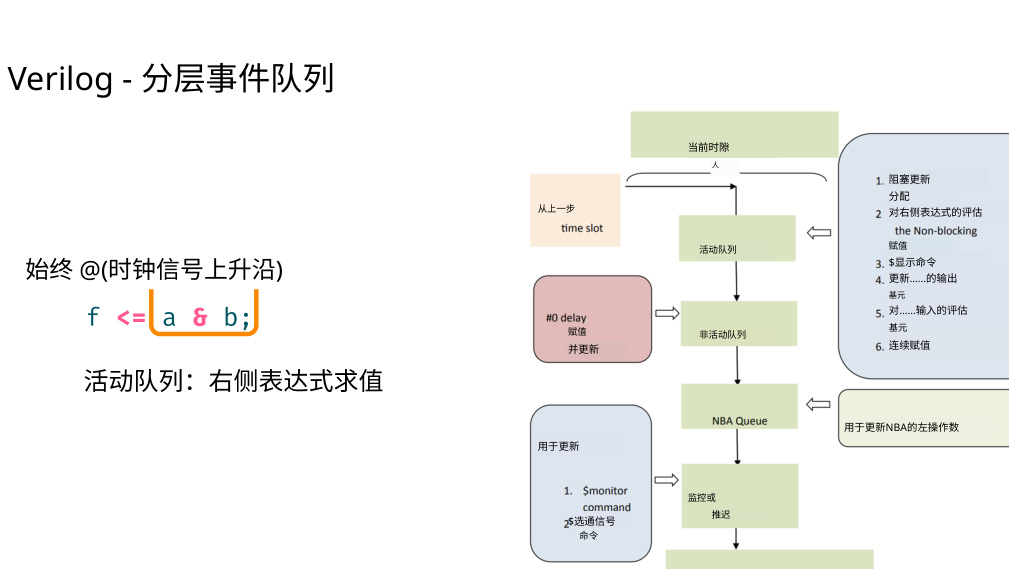 Verilog - 分层事件队列
当前时隙
人
从上一步
time slot
活动队列
1. 阻塞更新
分配
2 对右侧表达式的评估
the Non-blocking
赋值
3. $显示命令
4. 更新......的输出
基元
5. 对......输入的评估
基元
6. 连续赋值
始终 @(时钟信号上升沿)
f <= a & b;
活动队列：右侧表达式求值
#0 delay
赋值
并更新
非活动队列
NBA Queue
用于更新NBA的左操作数
用于更新
1. $monitor
command
2$选通信号
命令
监控或
推迟